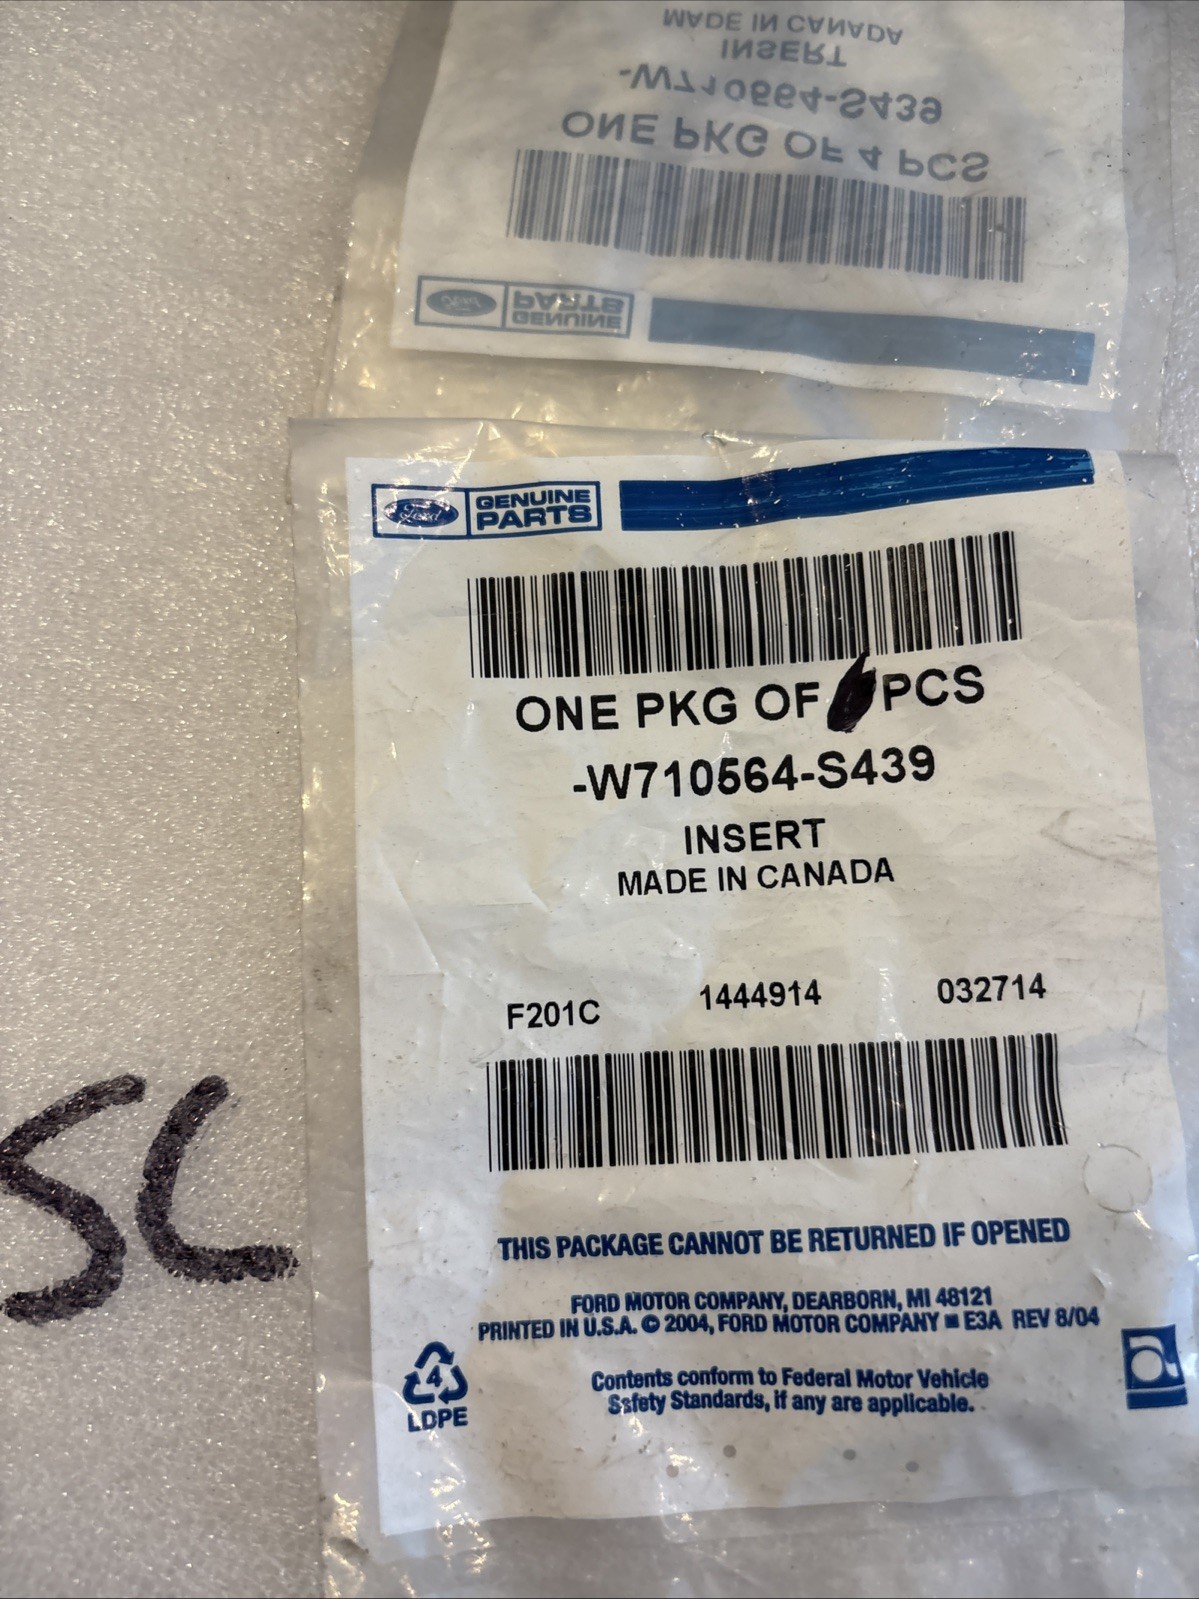 MADE IN CANADA
INSERT
-W710564-S439
ONE PKG OF 4 PCS
Ford PARTS
GENUINE
Ford GENUINE
PARTS
ONE PKG OF PCS
-W710564-S439
INSERT
MADE IN CANADA
F201C 1444914 032714
SC
THIS PACKAGE CANNOT BE RETURNED IF OPENED
FORD MOTOR COMPANY, DEARBORN, MI 48121
PRINTED IN U.S.A. © 2004, FORD MOTOR COMPANY ■ E3A REV 8/04
Contents conform to Federal Motor Vehicle
Safety Standards, if any are applicable.
4
LDPE
a